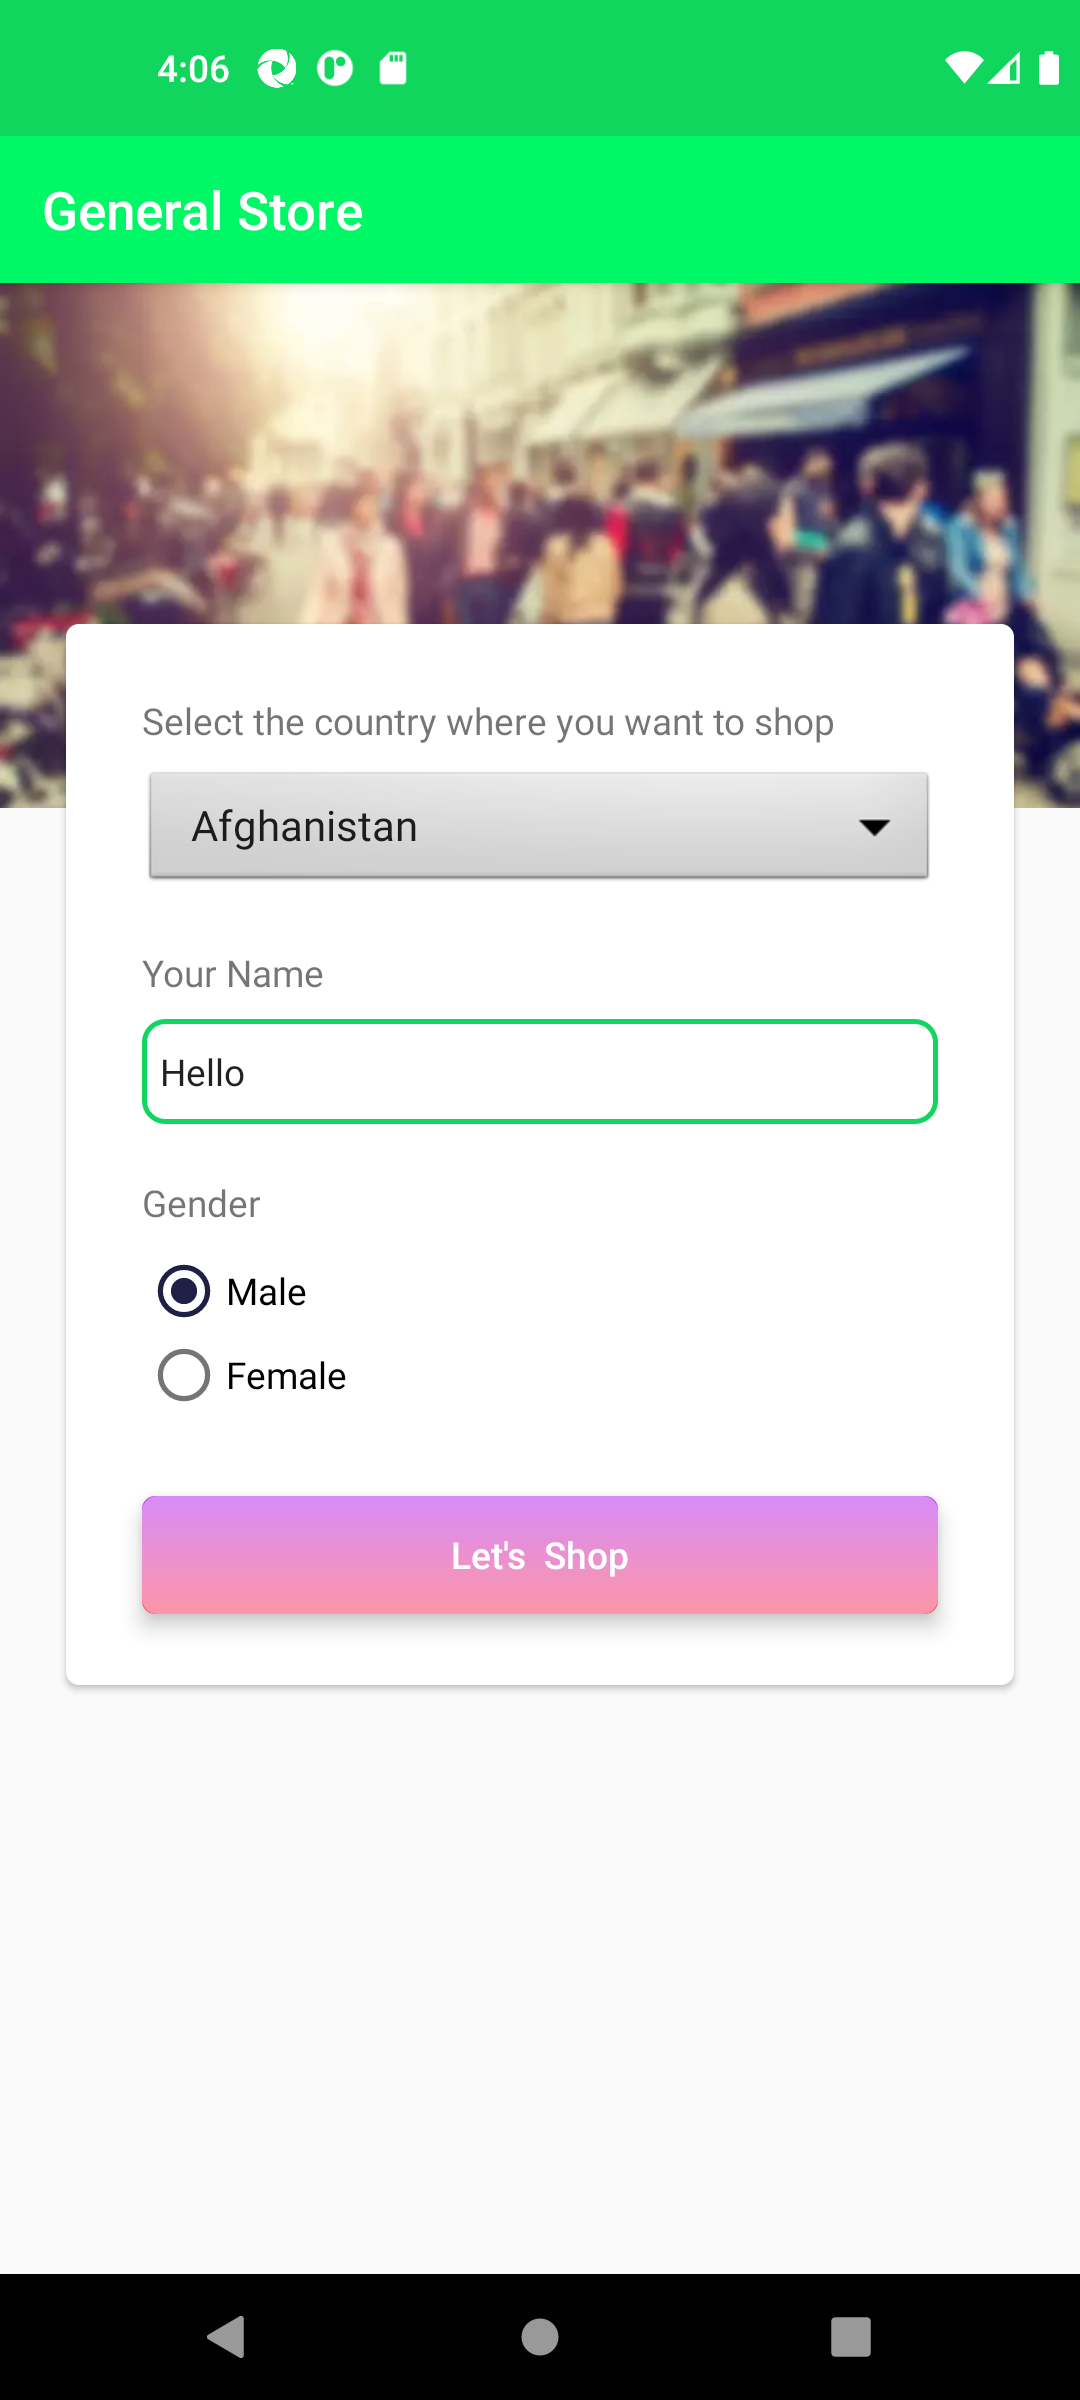 4:06
General Store
Select the country where you want to shop
Afghanistan
Your Name
Hello
Gender
Male
Female
Let's Shop